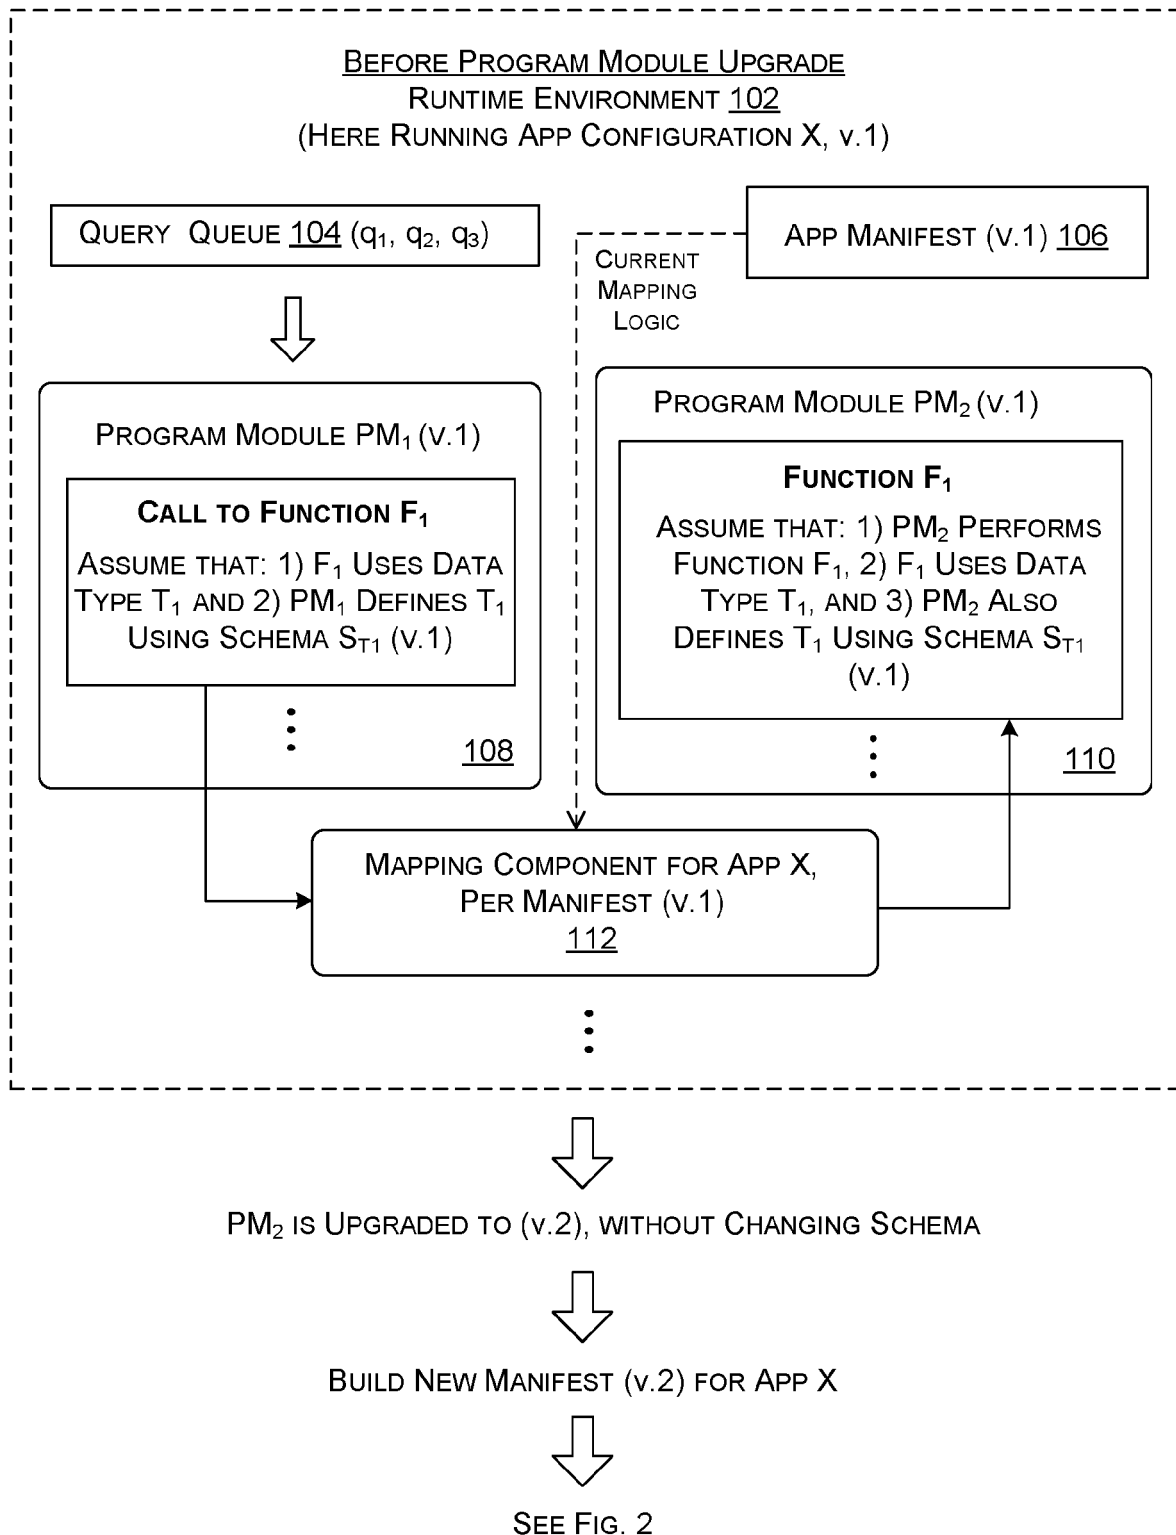 BEFORE PROGRAM MODULE UPGRADE
RUNTIME ENVIRONMENT 102
(HERE RUNNING APP CONFIGURATION X, V.1)
QUERY QUEUE 104 (q₁, q₂, q₃)
APP MANIFEST (V.1) 106
CURRENT
MAPPING
LOGIC
PROGRAM MODULE PM₁ (V.1)
CALL TO FUNCTION F₁
ASSUME THAT: 1) F₁ USES DATA
TYPE T₁ AND 2) PM₁ DEFINES T₁
USING SCHEMA S_T1 (V.1)
108
PROGRAM MODULE PM₂ (V.1)
FUNCTION F₁
ASSUME THAT: 1) PM₂ PERFORMS
FUNCTION F₁, 2) F₁ USES DATA
TYPE T₁, AND 3) PM₂ ALSO
DEFINES T₁ USING SCHEMA S_T1
(V.1)
110
MAPPING COMPONENT FOR APP X,
PER MANIFEST (V.1)
112
PM₂ IS UPGRADED TO (V.2), WITHOUT CHANGING SCHEMA
BUILD NEW MANIFEST (V.2) FOR APP X
SEE FIG. 2